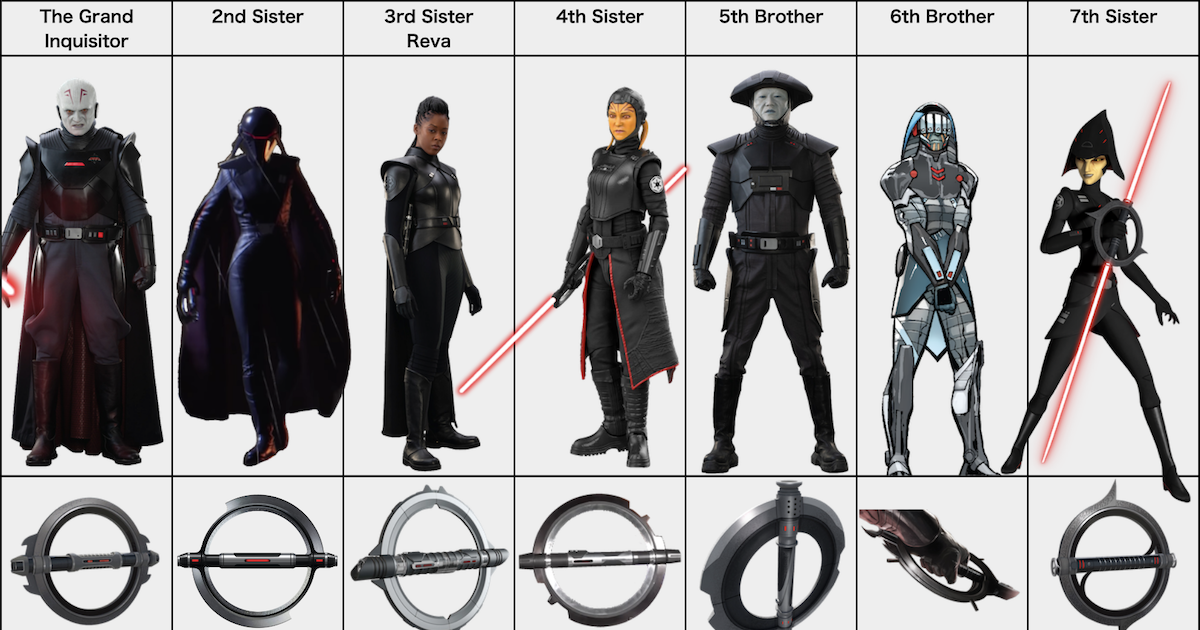 The Grand
Inquisitor
2nd Sister
3rd Sister
Reva
4th Sister
5th Brother
6th Brother
7th Sister